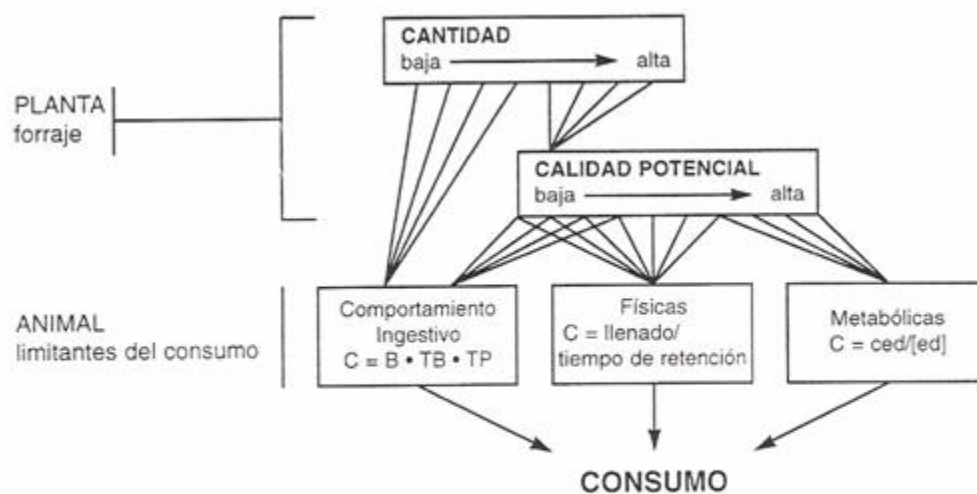 CANTIDAD
baja alta
PLANTA
forraje
CALIDAD POTENCIAL
baja alta
ANIMAL
limitantes del consumo
Comportamiento
Ingestivo
C = B • TB • TP
Físicas
C = llenado/
tiempo de retención
Metabólicas
C = ced/[ed]
CONSUMO